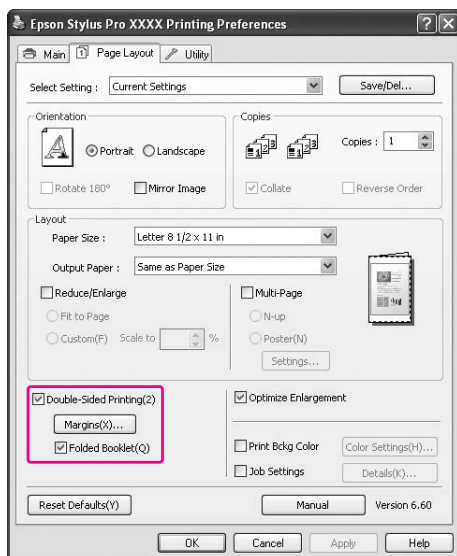 Epson Stylus Pro XXXX Printing Preferences
Main
Page Layout
Utility
Select Setting : Current Settings Save/Del...
Orientation
Portrait Landscape
Rotate 180° Mirror Image
Copies
Copies : 1
Collate Reverse Order
Layout
Paper Size : Letter 8 1/2 x 11 in
Output Paper : Same as Paper Size
Reduce/Enlarge
Fit to Page
Custom(F) Scale to %
Multi-Page
N-up
Poster(N)
Settings...
Double-Sided Printing(2)
Margins(X)...
Folded Booklet(Q)
Optimize Enlargement
Print Bckg Color Color Settings(H)...
Job Settings Details(K)...
Reset Defaults(Y) Manual Version 6.60
OK Cancel Apply Help